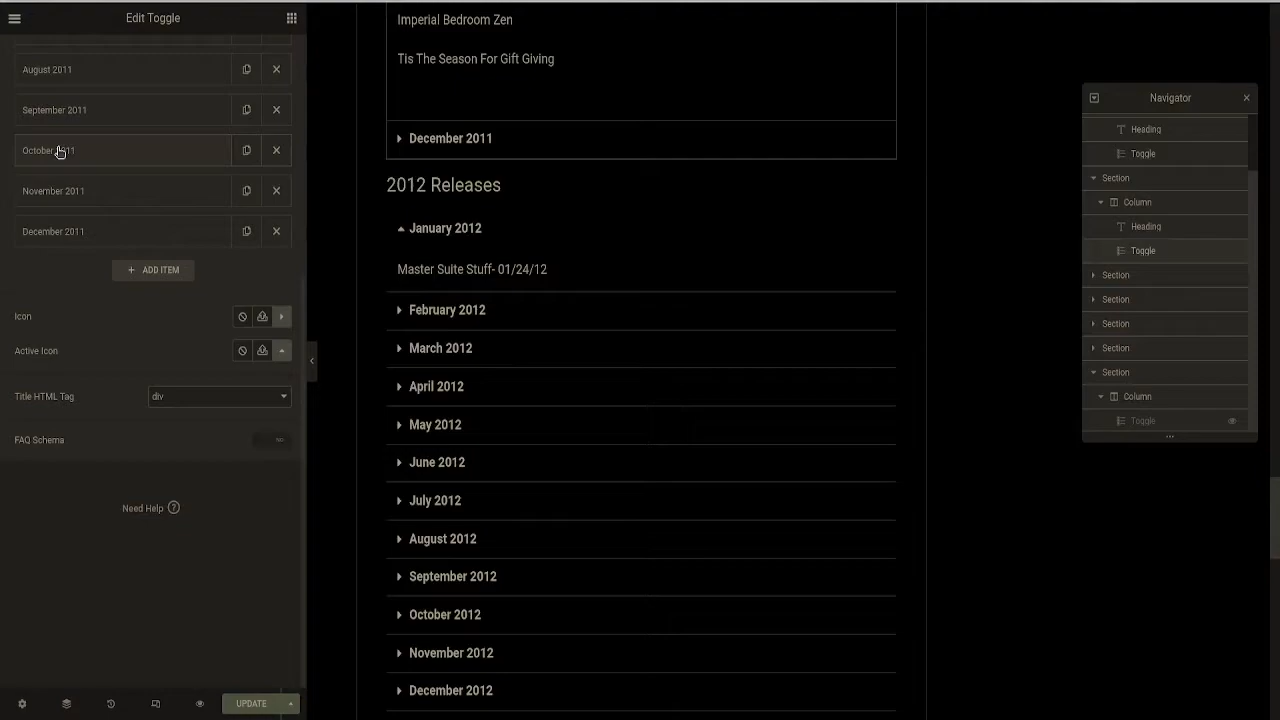 Edit Toggle
August 2011
September 2011
October 2011
November 2011
December 2011
+ ADD ITEM
Icon
Active Icon
Title HTML Tag
div
FAQ Schema
NO
Need Help ?
UPDATE
Imperial Bedroom Zen
Tis The Season For Gift Giving
December 2011
2012 Releases
January 2012
Master Suite Stuff- 01/24/12
February 2012
March 2012
April 2012
May 2012
June 2012
July 2012
August 2012
September 2012
October 2012
November 2012
December 2012
Navigator
Heading
Toggle
Section
Column
Heading
Toggle
Section
Section
Section
Section
Section
Column
Toggle